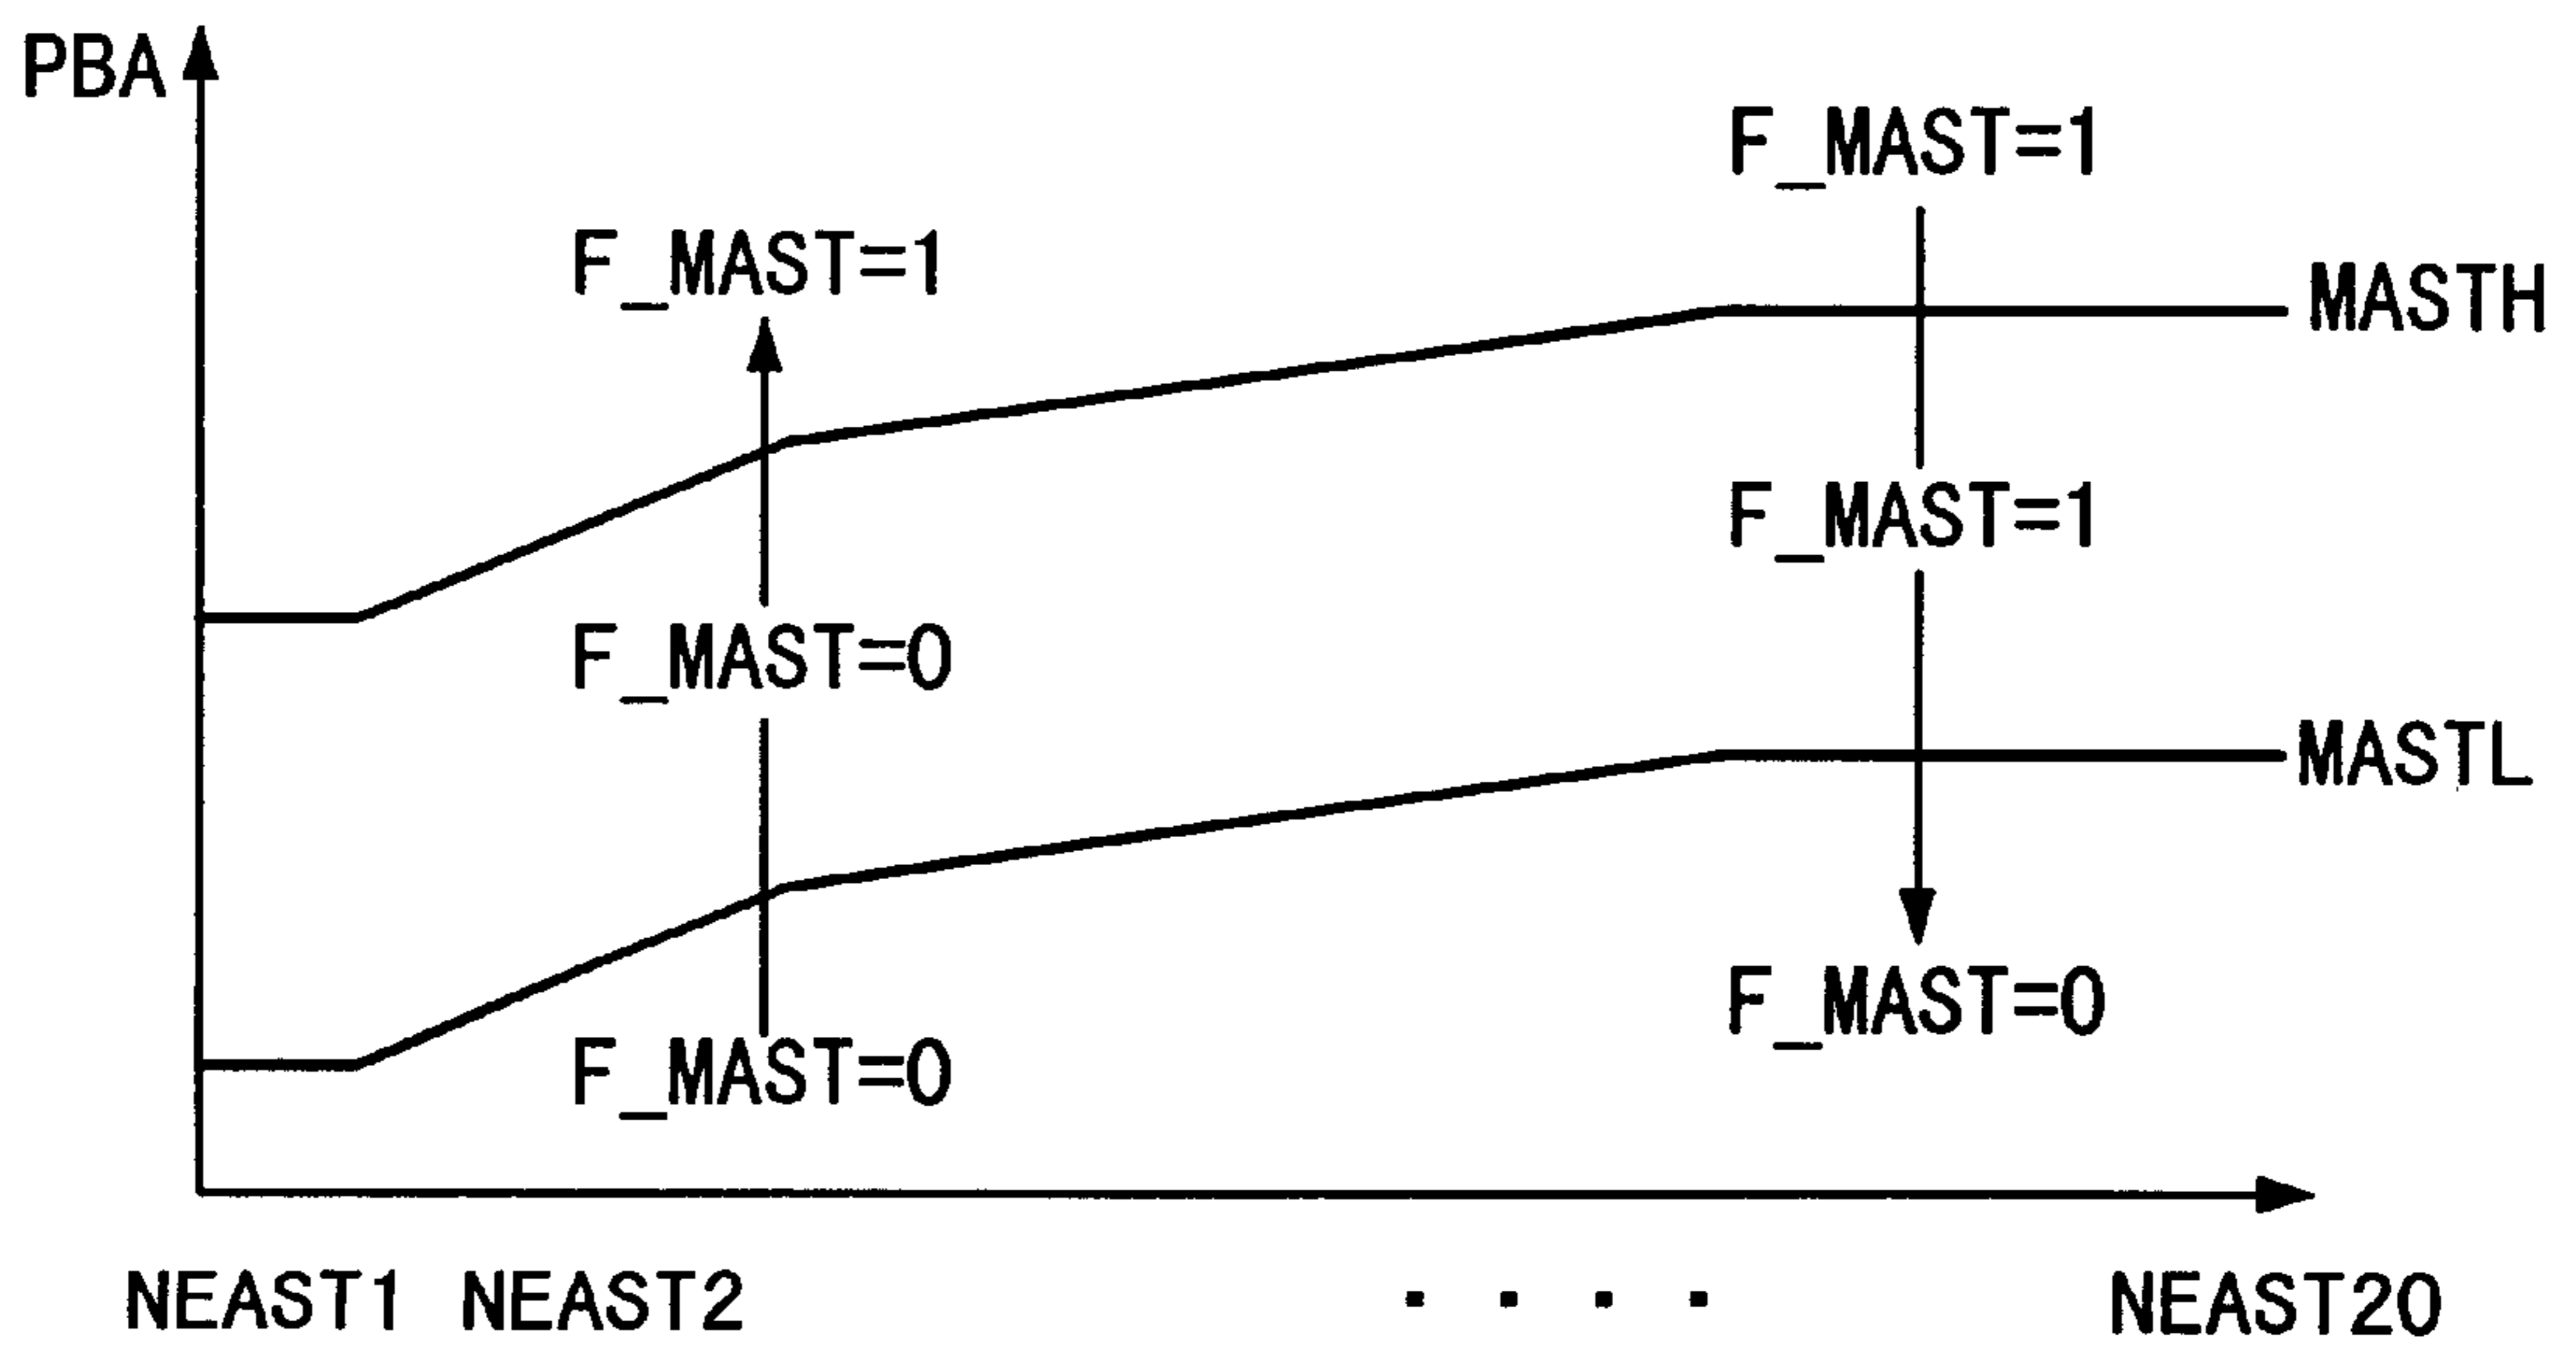 PBA
F_MAST=1
F_MAST=1
MASTH
F_MAST=1
F_MAST=0
MASTL
F_MAST=0
F_MAST=0
NEAST1 NEAST2 . . . . NEAST20